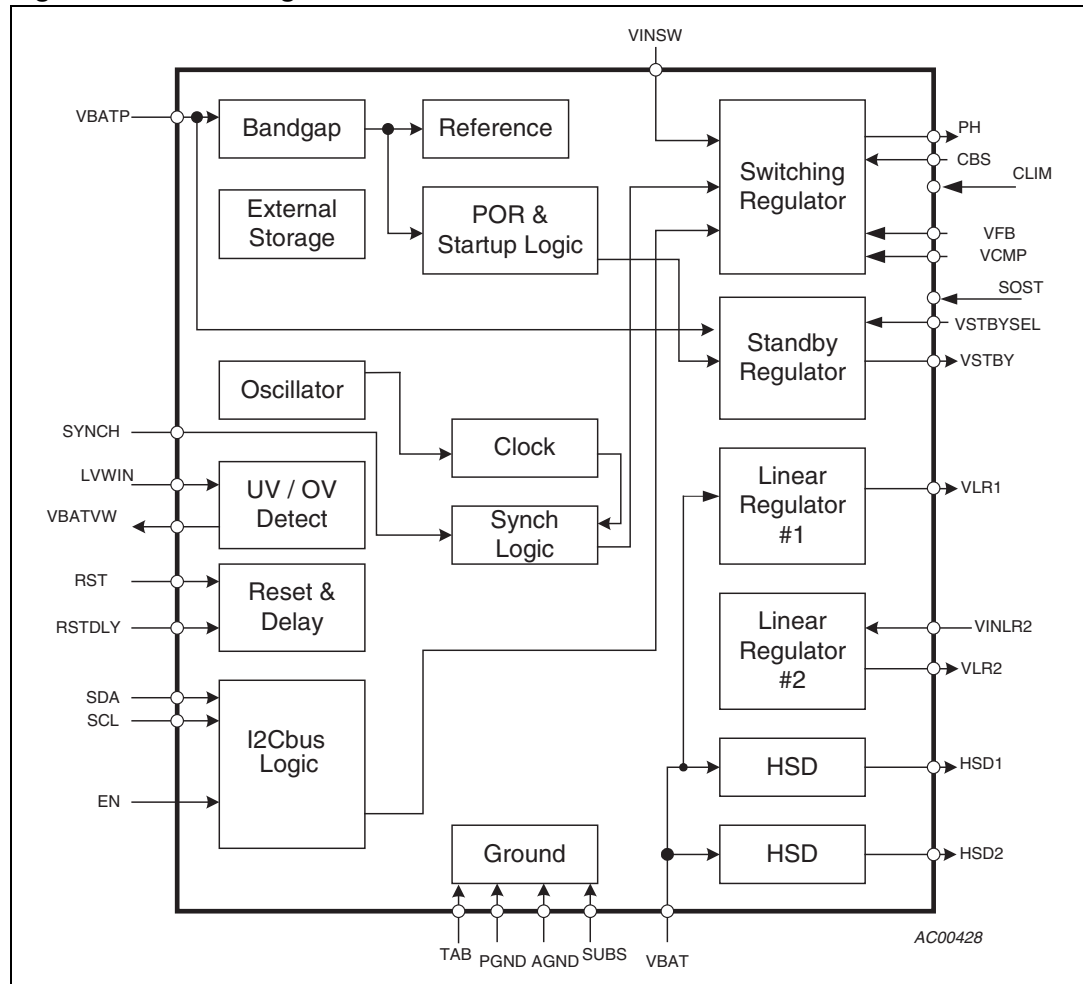 VINSW
VBATP
Bandgap
Reference
Switching
Regulator
PH
CBS
CLIM
External
Storage
POR &
Startup Logic
VFB
VCMP
SOST
VSTBYSEL
Standby
Regulator
VSTBY
Oscillator
SYNCH
Clock
LVWIN
UV / OV
Detect
VBATVW
Synch
Logic
Linear
Regulator
#1
VLR1
RST
Reset &
Delay
RSTDLY
Linear
Regulator
#2
VINLR2
VLR2
SDA
SCL
I2Cbus
Logic
EN
HSD
HSD1
Ground
HSD
HSD2
TAB
PGND
AGND
SUBS
VBAT
AC00428